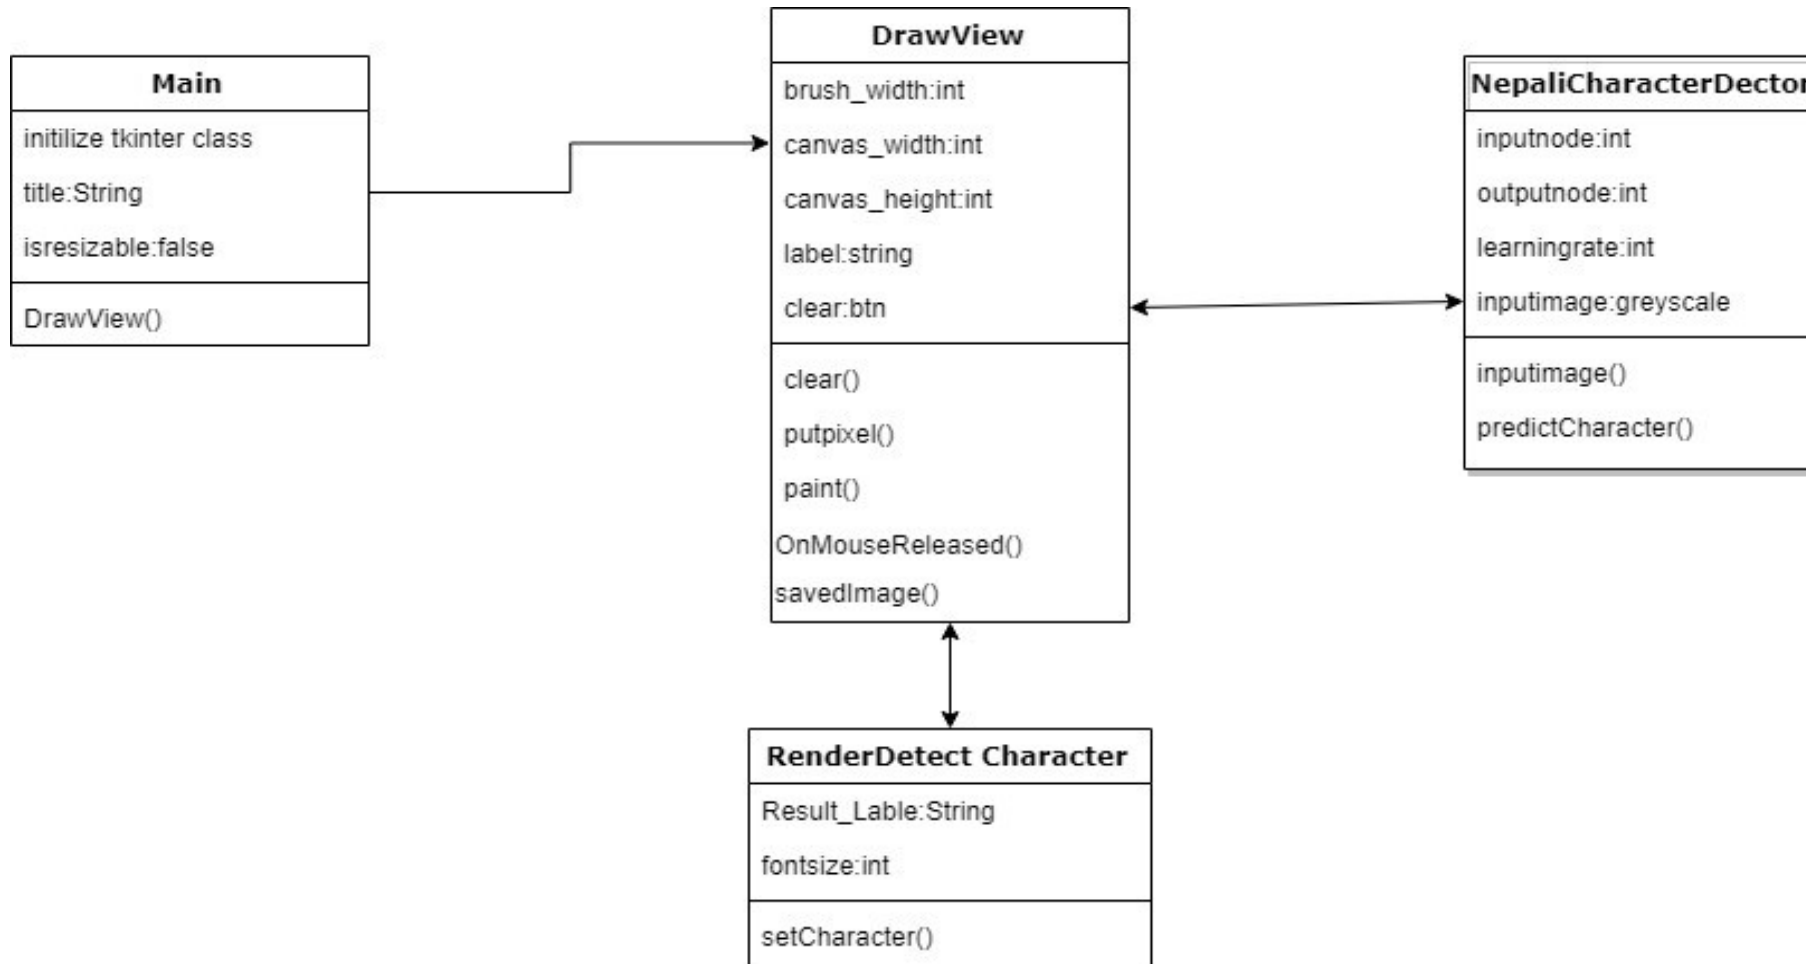 Main
initilize tkinter class
title:String
isresizable:false
DrawView()
DrawView
brush_width:int
canvas_width:int
canvas_height:int
label:string
clear:btn
clear()
putpixel()
paint()
OnMouseReleased()
savedImage()
NepaliCharacterDector
inputnode:int
outputnode:int
learningrate:int
inputimage:greyscale
inputimage()
predictCharacter()
RenderDetect Character
Result_Lable:String
fontsize:int
setCharacter()